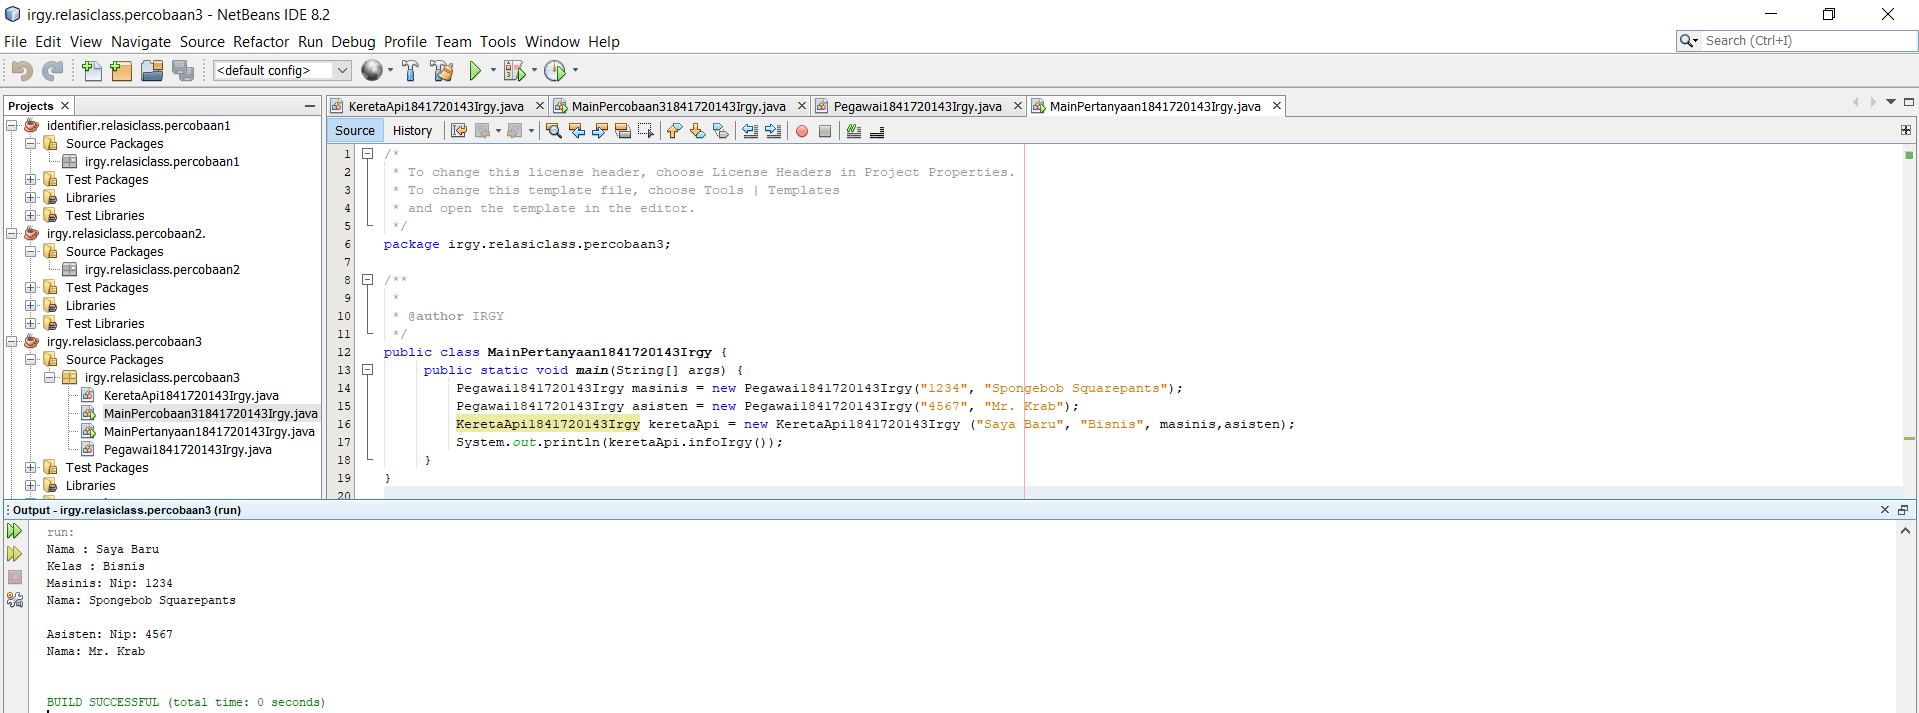 irgy.relasiclass.percobaan3 - NetBeans IDE 8.2
File Edit View Navigate Source Refactor Run Debug Profile Team Tools Window Help
Search (Ctrl+I)
<default config>
Projects
KeretaApi1841720143Irgy.java MainPercobaan31841720143Irgy.java Pegawai1841720143Irgy.java MainPertanyaan1841720143Irgy.java
Source History
identifier.relasiclass.percobaan1
Source Packages
irgy.relasiclass.percobaan1
Test Packages
Libraries
Test Libraries
irgy.relasiclass.percobaan2.
Source Packages
irgy.relasiclass.percobaan2
Test Packages
Libraries
Test Libraries
irgy.relasiclass.percobaan3
Source Packages
irgy.relasiclass.percobaan3
KeretaApi1841720143Irgy.java
MainPercobaan31841720143Irgy.java
MainPertanyaan1841720143Irgy.java
Pegawai1841720143Irgy.java
Test Packages
Libraries
1 /*
2 * To change this license header, choose License Headers in Project Properties.
3 * To change this template file, choose Tools | Templates
4 * and open the template in the editor.
5 */
6 package irgy.relasiclass.percobaan3;
7
8 /**
9 *
10 * @author IRGY
11 */
12 public class MainPertanyaan1841720143Irgy {
13 public static void main(String[] args) {
14 Pegawai1841720143Irgy masinis = new Pegawai1841720143Irgy("1234", "Spongebob Squarepants");
15 Pegawai1841720143Irgy asisten = new Pegawai1841720143Irgy("4567", "Mr. Krab");
16 KeretaApi1841720143Irgy keretaApi = new KeretaApi1841720143Irgy ("Saya Baru", "Bisnis", masinis,asisten);
17 System.out.println(keretaApi.infoIrgy());
18 }
19 }
20
Output - irgy.relasiclass.percobaan3 (run)
run:
Nama : Saya Baru
Kelas : Bisnis
Masinis: Nip: 1234
Nama: Spongebob Squarepants
Asisten: Nip: 4567
Nama: Mr. Krab
BUILD SUCCESSFUL (total time: 0 seconds)